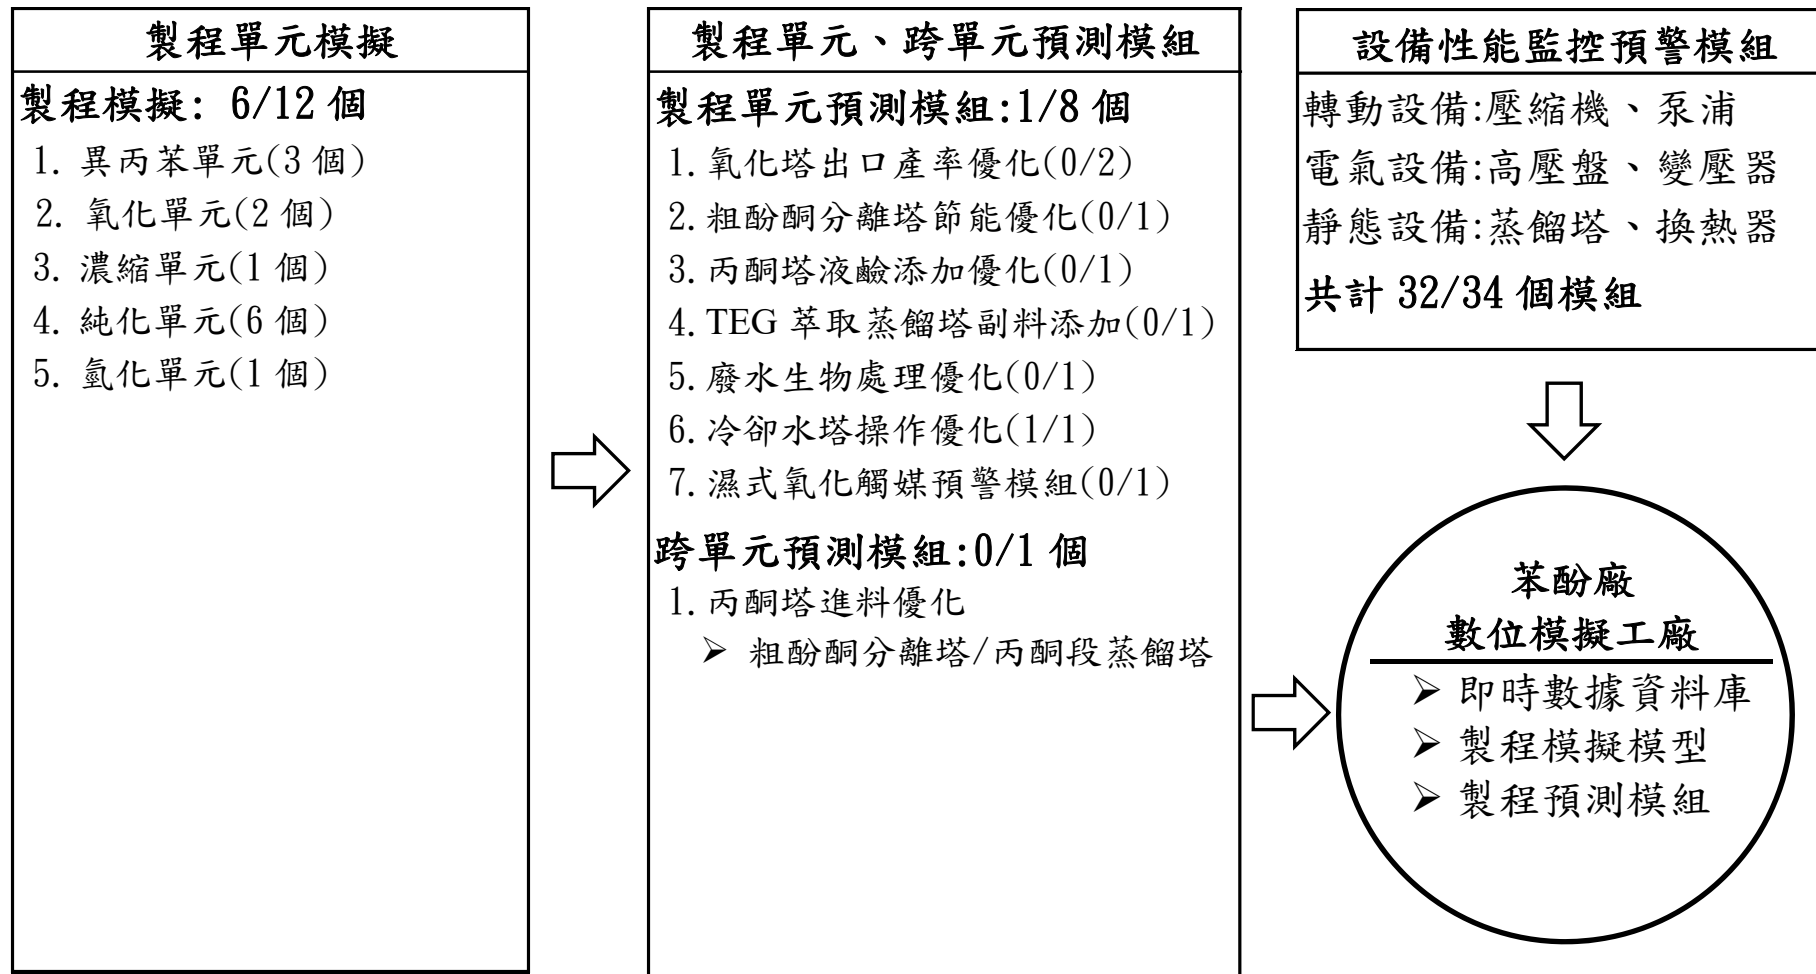 製程單元模擬
製程模擬: 6/12 個
1. 異丙苯單元(3 個)
2. 氧化單元(2 個)
3. 濃縮單元(1 個)
4. 純化單元(6 個)
5. 氫化單元(1 個)
製程單元、跨單元預測模組
製程單元預測模組:1/8 個
1. 氧化塔出口產率優化(0/2)
2. 粗酚酮分離塔節能優化(0/1)
3. 丙酮塔液鹼添加優化(0/1)
4. TEG 萃取蒸餾塔副料添加(0/1)
5. 廢水生物處理優化(0/1)
6. 冷卻水塔操作優化(1/1)
7. 濕式氧化觸媒預警模組(0/1)
跨單元預測模組:0/1 個
1. 丙酮塔進料優化
➢ 粗酚酮分離塔/丙酮段蒸餾塔
設備性能監控預警模組
轉動設備:壓縮機、泵浦
電氣設備:高壓盤、變壓器
靜態設備:蒸餾塔、換熱器
共計 32/34 個模組
苯酚廠
數位模擬工廠
➢ 即時數據資料庫
➢ 製程模擬模型
➢ 製程預測模組